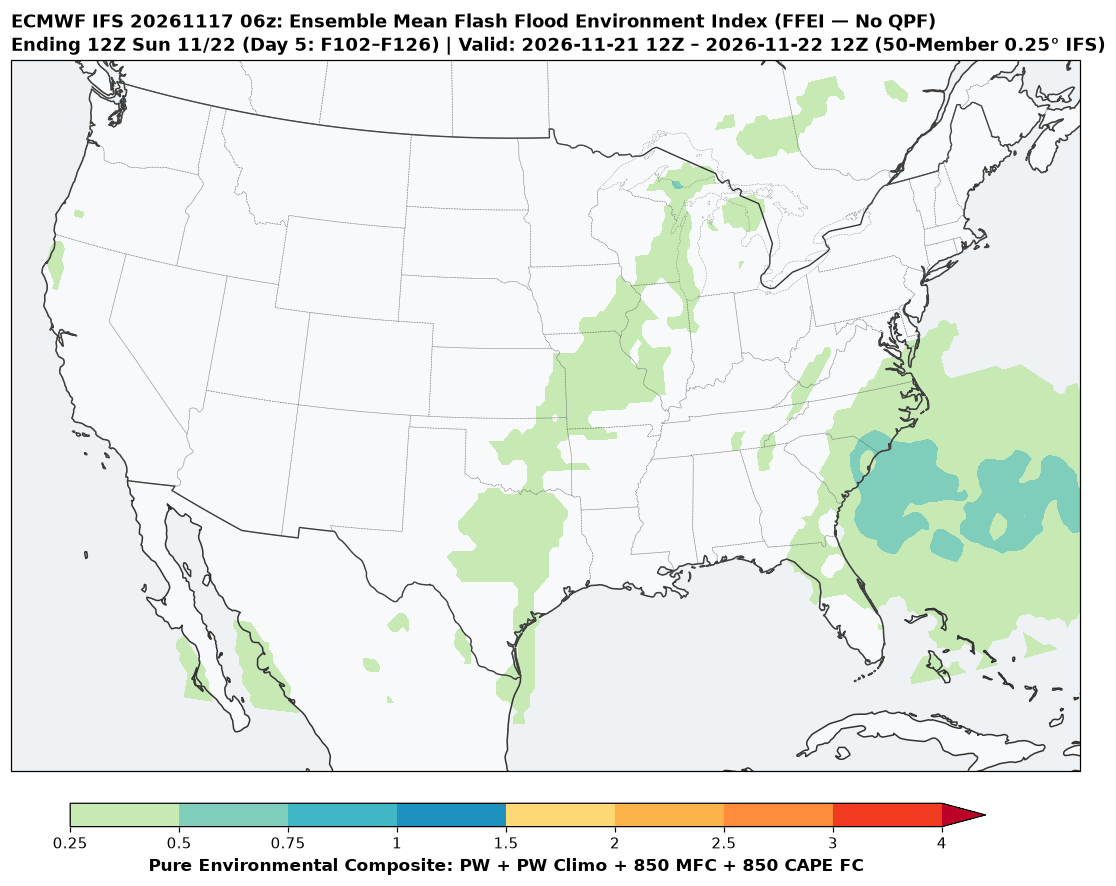 ECMWF IFS 20261117 06z: Ensemble Mean Flash Flood Environment Index (FFEI — No QPF)
Ending 12Z Sun 11/22 (Day 5: F102–F126) | Valid: 2026-11-21 12Z – 2026-11-22 12Z (50-Member 0.25° IFS)
0.25 0.5 0.75 1 1.5 2 2.5 3 4
Pure Environmental Composite: PW + PW Climo + 850 MFC + 850 CAPE FC